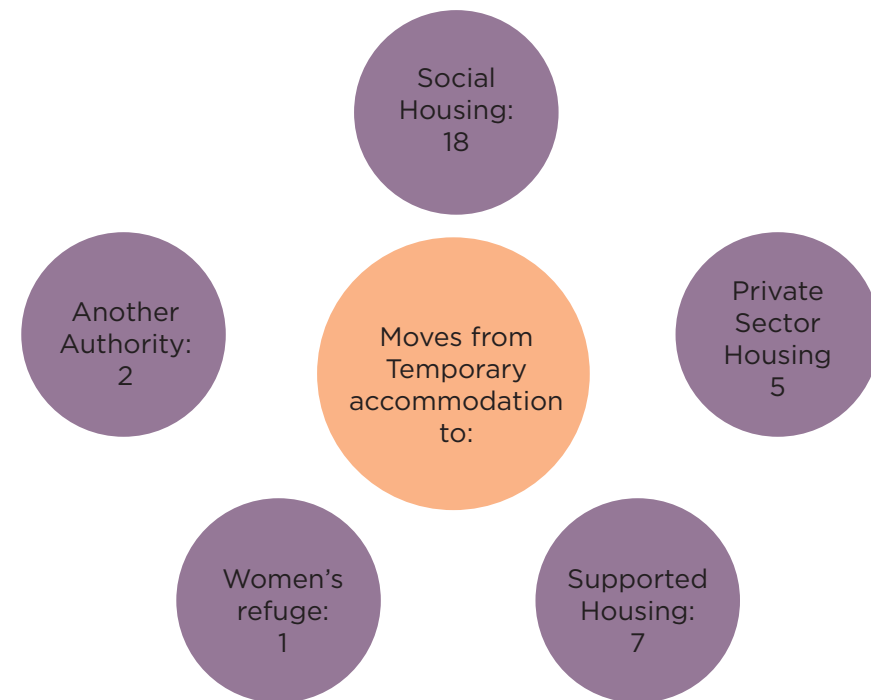 Social
Housing:
18
Another
Authority:
2
Moves from
Temporary
accommodation
to:
Private
Sector
Housing
5
Women’s
refuge:
1
Supported
Housing:
7